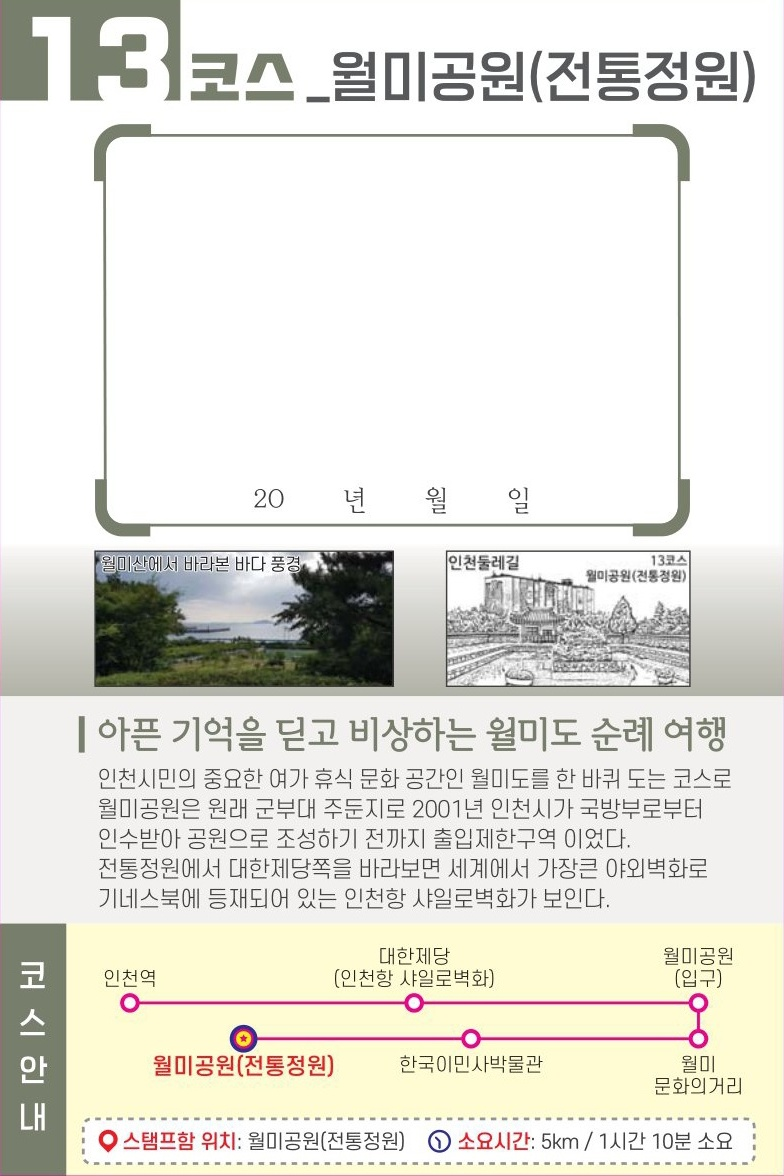 13코스_월미공원(전통정원)
20 년 월 일
월미산에서 바라본 바다 풍경
인천둘레길
13코스
월미공원(전통정원)
아픈 기억을 딛고 비상하는 월미도 순례 여행
인천시민의 중요한 여가 휴식 문화 공간인 월미도를 한 바퀴 도는 코스로
월미공원은 원래 군부대 주둔지로 2001년 인천시가 국방부로부터
인수받아 공원으로 조성하기 전까지 출입제한구역 이었다.
전통정원에서 대한제당쪽을 바라보면 세계에서 가장큰 야외벽화로
기네스북에 등재되어 있는 인천항 샤일로벽화가 보인다.
코스안내
인천역
대한제당
(인천항 샤일로벽화)
월미공원
(입구)
월미공원(전통정원)
한국이민사박물관
월미
문화의거리
스탬프함 위치: 월미공원(전통정원) 소요시간: 5km / 1시간 10분 소요